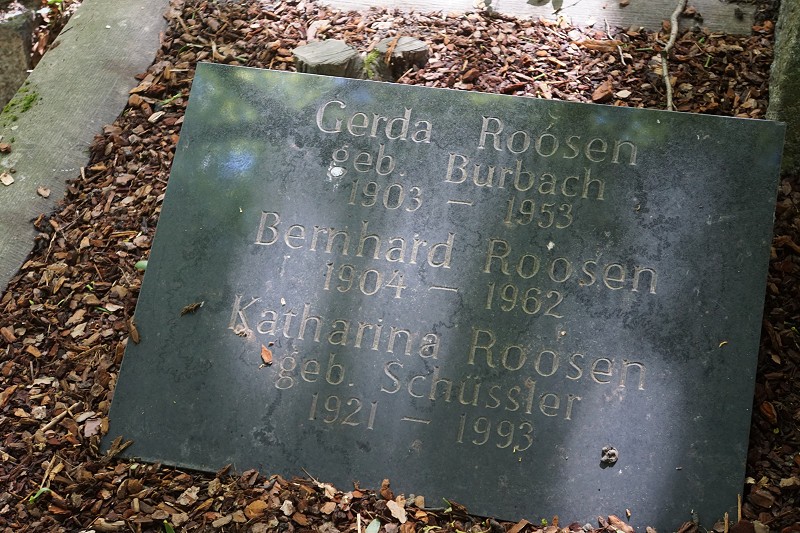 Gerda Roosen
geb. Burbach
1903 – 1953
Bernhard Roosen
1904 – 1962
Katharina Roosen
geb. Schüssler
1921 – 1993